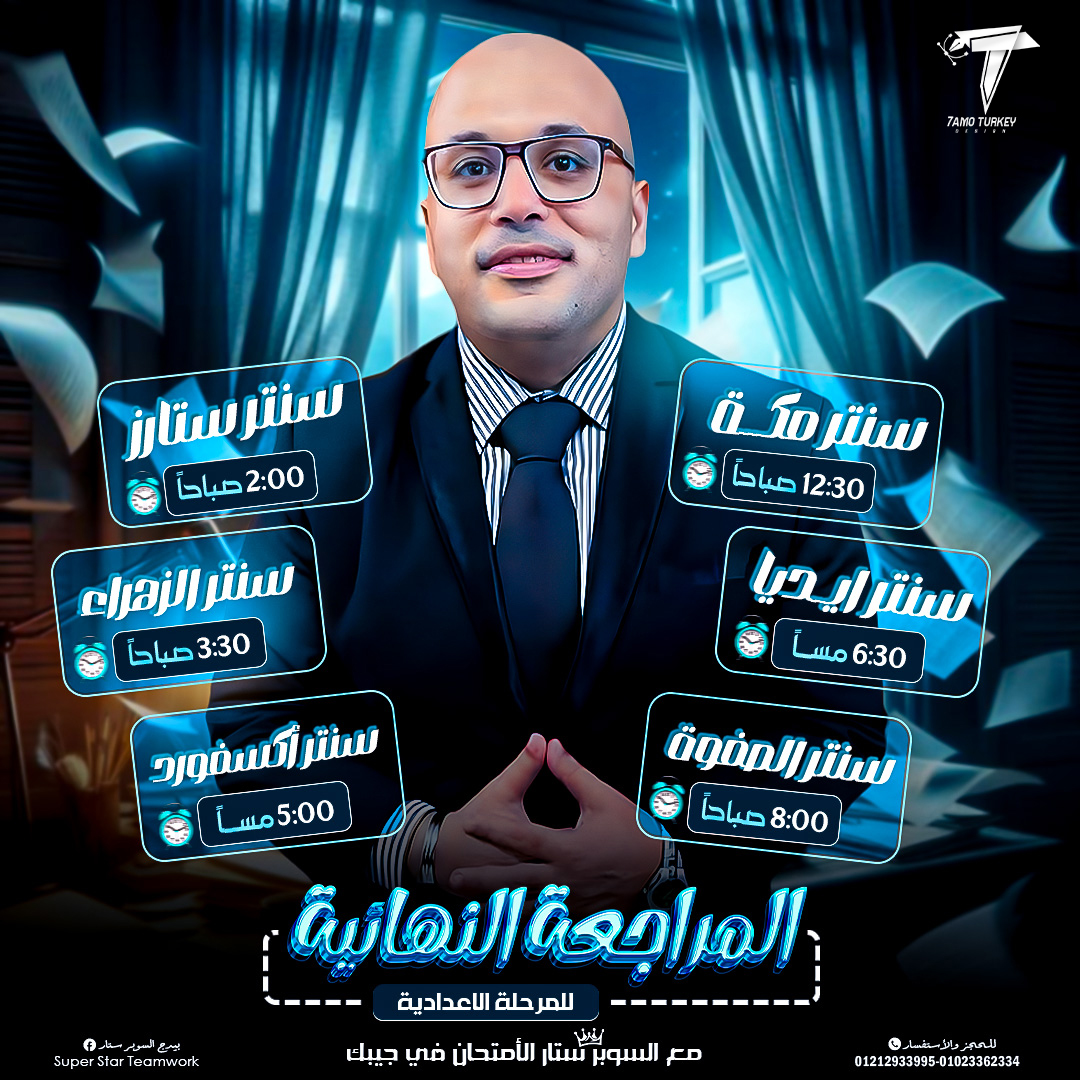 7AMO TURKEY
DESIGN
سنتر مكة
12:30 صباحاً
سنتر ستارز
2:00 صباحاً
سنتر ايديا
6:30 مساً
سنتر الزهراء
3:30 صباحاً
سنتر الصفوة
8:00 صباحاً
سنتر أكسفورد
5:00 مساً
المراجعة النهائية
للمرحلة الاعدادية
مع السوبر ستار الأمتحان في جيبك
للحجز والأستفسار
01212933995-01023362334
بيدج السوبر ستار
Super Star Teamwork